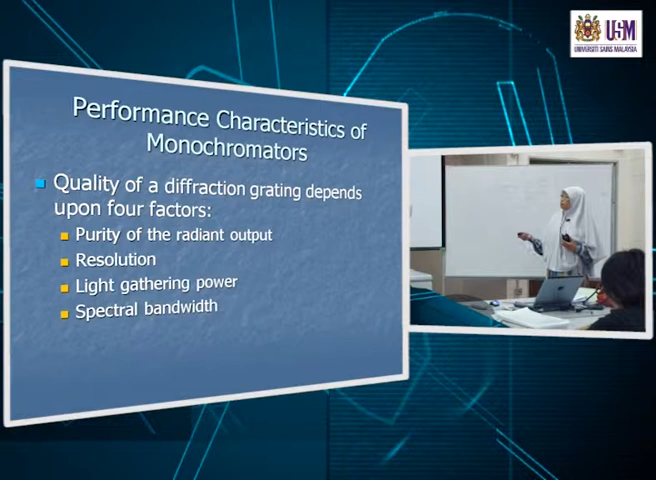 USM
UNIVERSITI SAINS MALAYSIA
Performance Characteristics of
Monochromators
Quality of a diffraction grating depends
upon four factors:
Purity of the radiant output
Resolution
Light gathering power
Spectral bandwidth